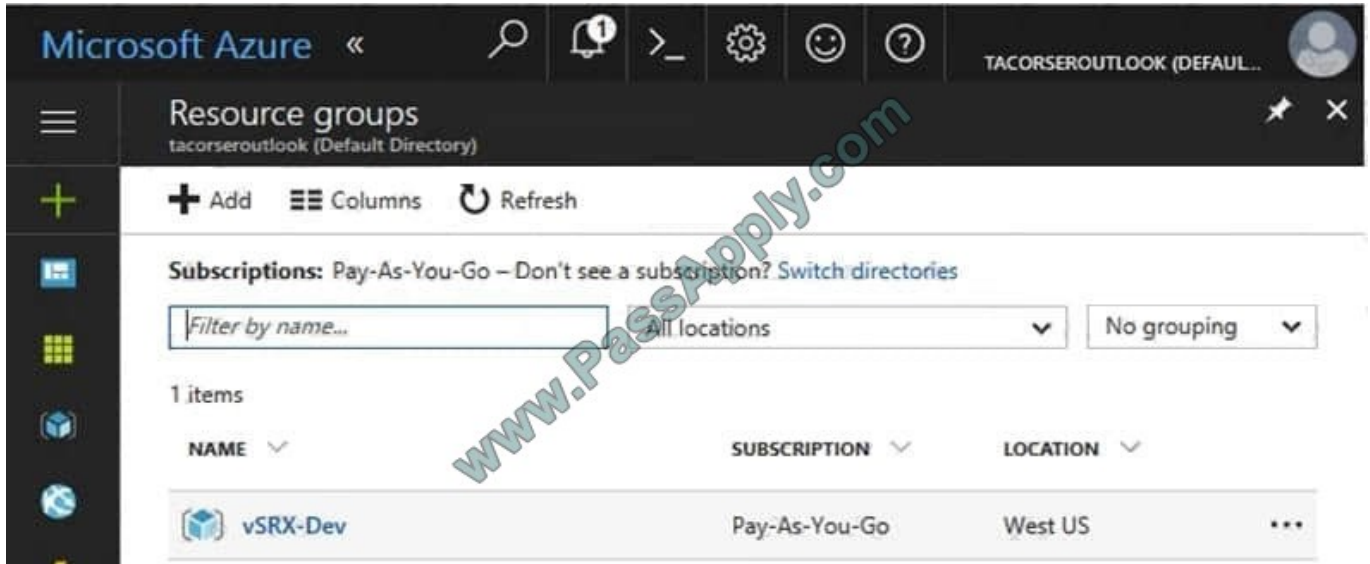 Microsoft Azure «
1
>_
?
TACORSEROUTLOOK (DEFAUL...
Resource groups
tacorseroutlook (Default Directory)
Add
Columns
Refresh
Subscriptions: Pay-As-You-Go – Don't see a subscription? Switch directories
Filter by name...
All locations
No grouping
1 items
NAME
SUBSCRIPTION
LOCATION
vSRX-Dev
Pay-As-You-Go
West US
www.PassApply.com